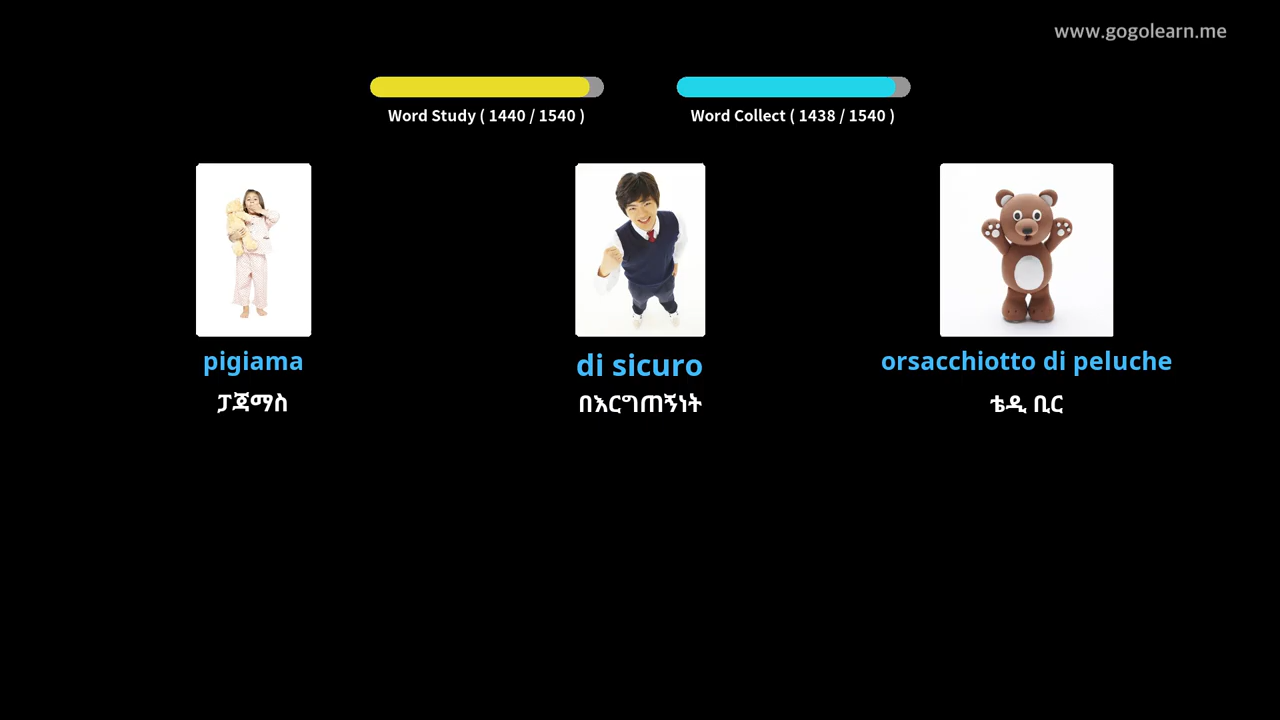 www.gogolearn.me
Word Study ( 1440 / 1540 )
Word Collect ( 1438 / 1540 )
pigiama
di sicuro
orsacchiotto di peluche
ፓጃማስ
በእርግጠኝነት
ቴዲ ቢር